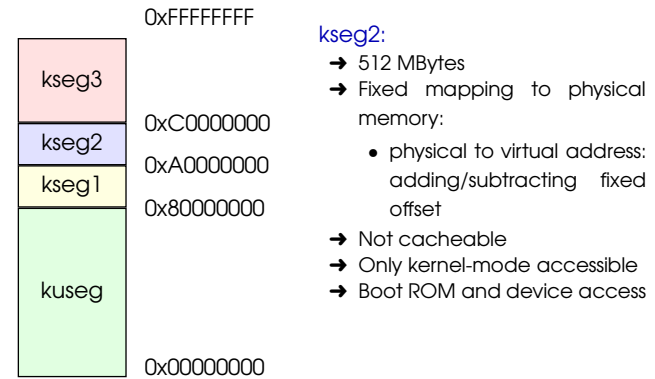 0xFFFFFFFF
kseg3
0xC0000000
kseg2
0xA0000000
kseg1
0x80000000
kuseg
0x00000000
kseg2:
➜ 512 MBytes
➜ Fixed mapping to physical
memory:
• physical to virtual address:
adding/subtracting fixed
offset
➜ Not cacheable
➜ Only kernel-mode accessible
➜ Boot ROM and device access